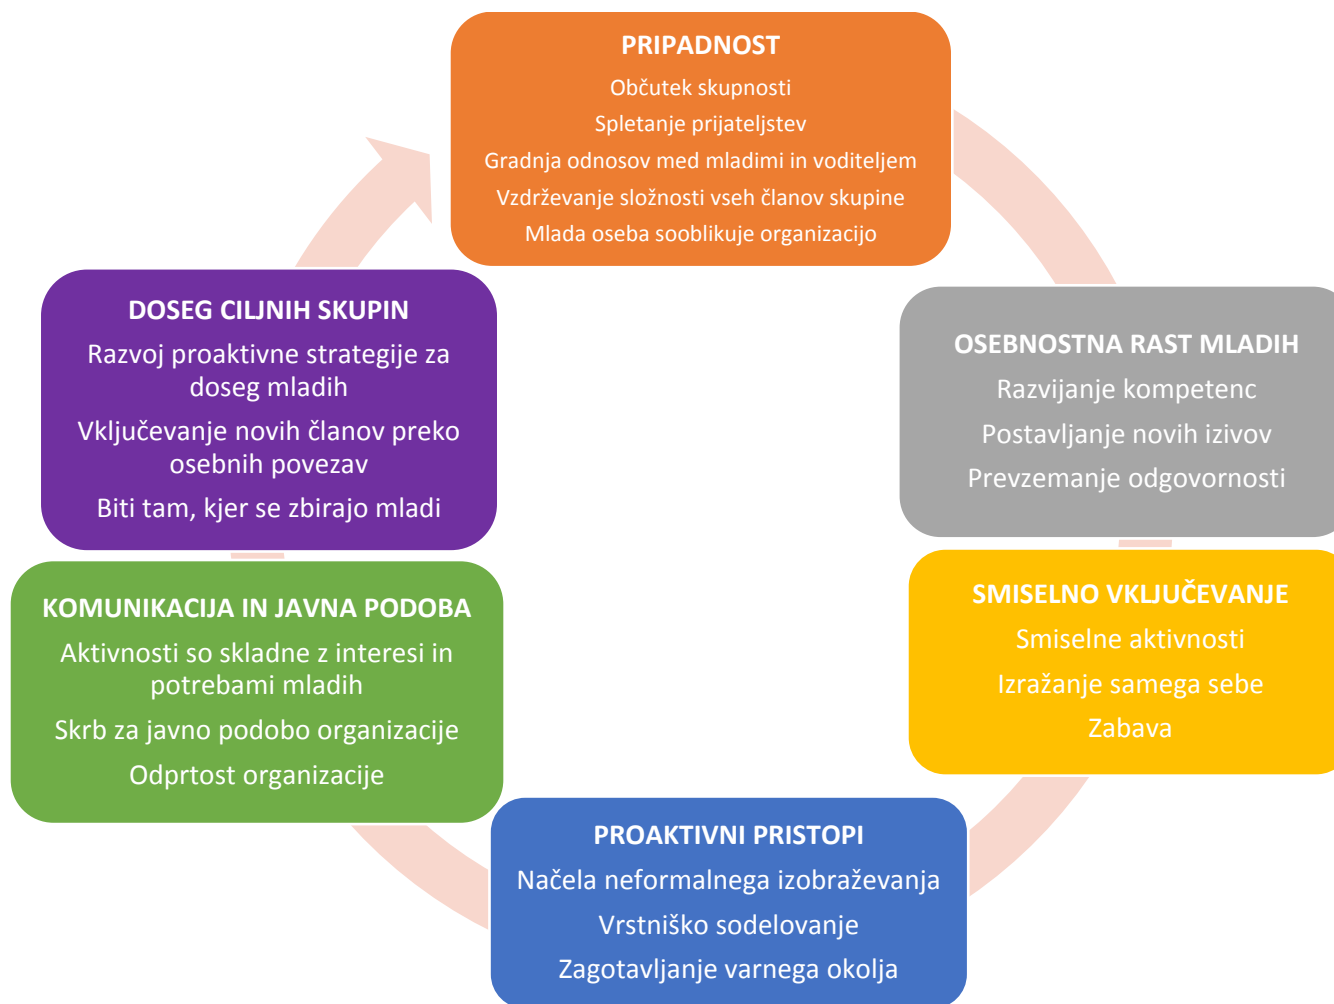 PRIPADNOST
Občutek skupnosti
Spletanje prijateljstev
Gradnja odnosov med mladimi in voditeljem
Vzdrževanje složnosti vseh članov skupine
Mlada oseba sooblikuje organizacijo
OSEBNOSTNA RAST MLADIH
Razvijanje kompetenc
Postavljanje novih izivov
Prevzemanje odgovornosti
SMISELNO VKLJUČEVANJE
Smiselne aktivnosti
Izražanje samega sebe
Zabava
PROAKTIVNI PRISTOPI
Načela neformalnega izobraževanja
Vrstniško sodelovanje
Zagotavljanje varnega okolja
KOMUNIKACIJA IN JAVNA PODOBA
Aktivnosti so skladne z interesi in
potrebami mladih
Skrb za javno podobo organizacije
Odprtost organizacije
DOSEG CILJNIH SKUPIN
Razvoj proaktivne strategije za
doseg mladih
Vključevanje novih članov preko
osebnih povezav
Biti tam, kjer se zbirajo mladi